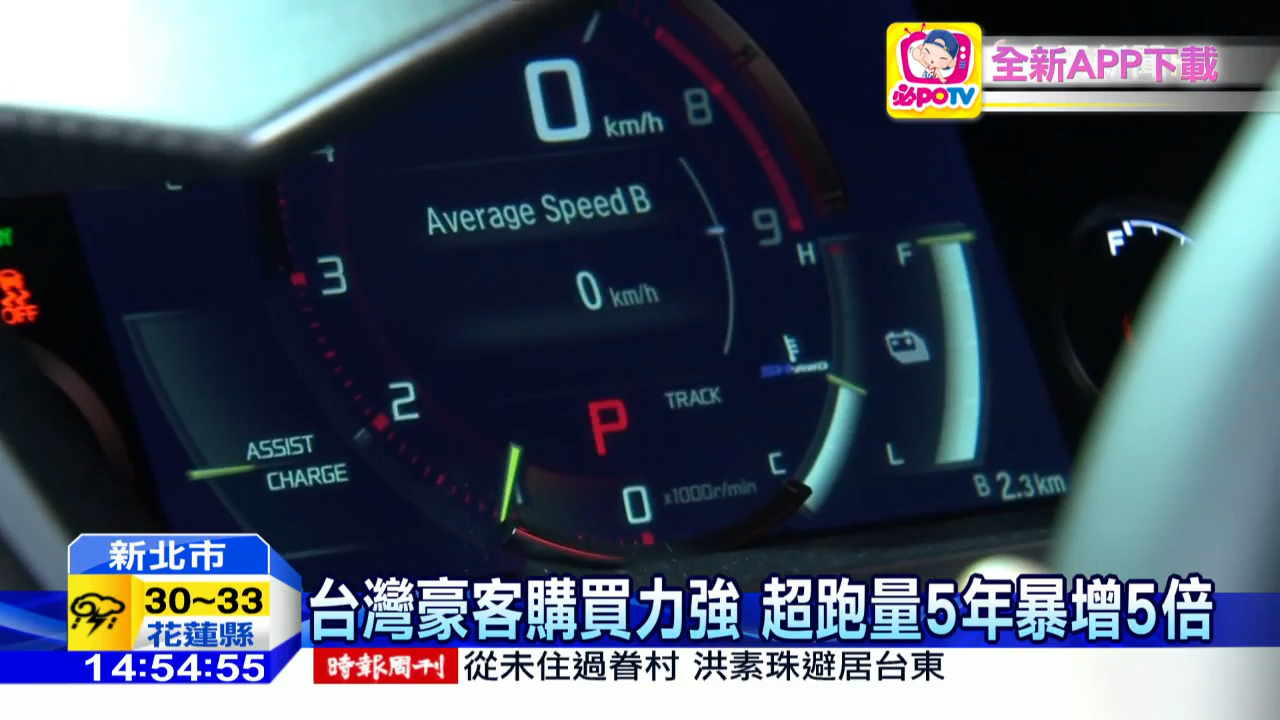 必POTV
全新APP下載
0 km/h
8
Average Speed B
9
H
F
F
3
0 km/h
OFF
SH-AWD
2
P
TRACK
ASSIST
CHARGE
C
L
0 x1000r/min
B 2.3km
新北市
30~33
花蓮縣
14:54:55
台灣豪客購買力強 超跑量5年暴增5倍
時報周刊 從未住過眷村 洪素珠避居台東